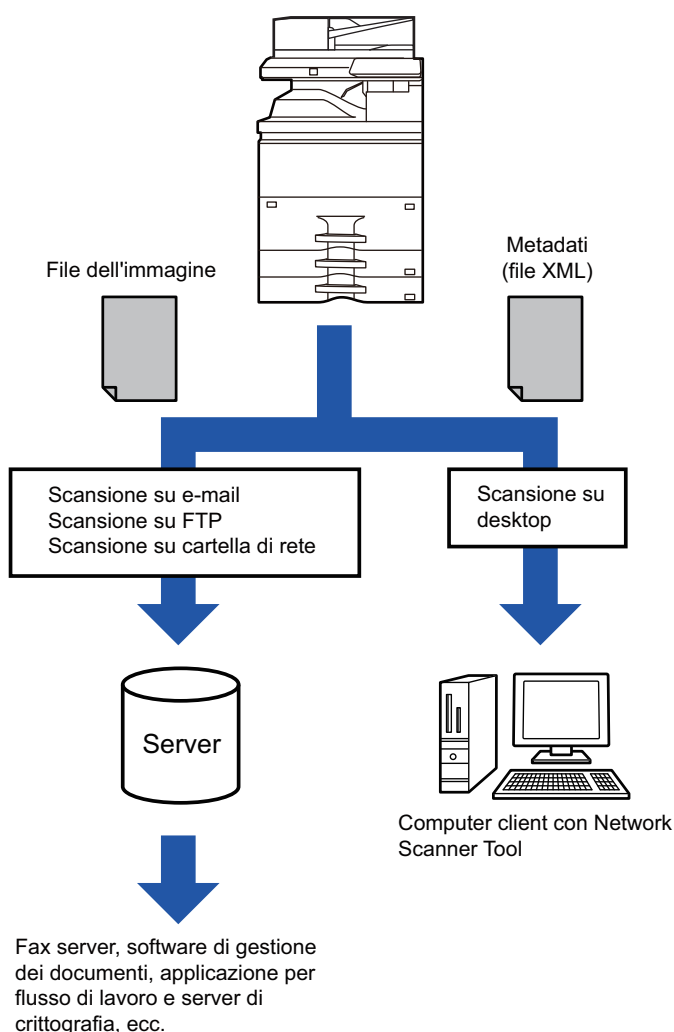 File dell'immagine
Metadati
(file XML)
Scansione su e-mail
Scansione su FTP
Scansione su cartella di rete
Scansione su
desktop
Server
Computer client con Network
Scanner Tool
Fax server, software di gestione
dei documenti, applicazione per
flusso di lavoro e server di
crittografia, ecc.